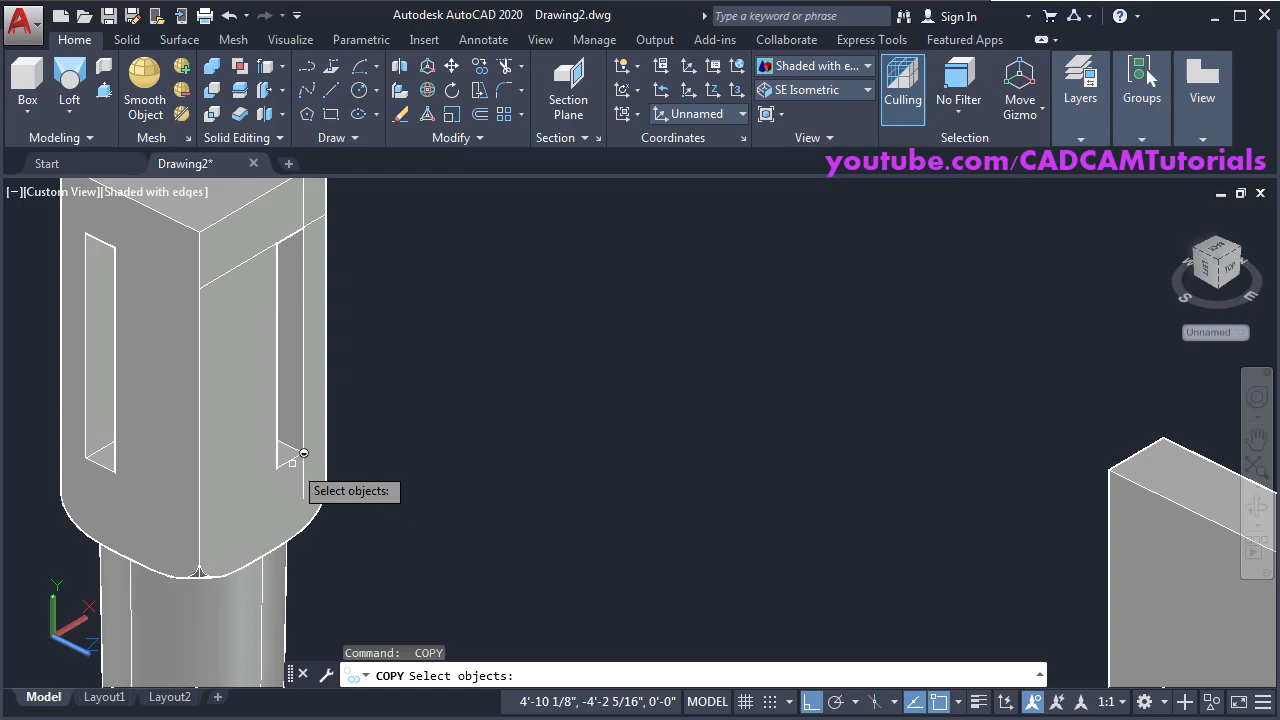 Autodesk AutoCAD 2020 Drawing2.dwg
Type a keyword or phrase
Sign In
Home Solid Surface Mesh Visualize Parametric Insert Annotate View Manage Output Add-ins Collaborate Express Tools Featured Apps
Box
Loft
Smooth
Object
Section
Plane
Unnamed
Shaded with e...
SE Isometric
Culling
No Filter
Move
Gizmo
Layers
Groups
View
Modeling
Mesh
Solid Editing
Draw
Modify
Section
Coordinates
View
Selection
Start
Drawing2*
youtube.com/CADCAMTutorials
[−][Custom View][Shaded with edges]
LEFT
BACK
TOP
W
S
E
Unnamed
Select objects:
Y
X
Z
Command: COPY
COPY Select objects:
Model Layout1 Layout2
4'-10 1/8", -4'-2 5/16", 0'-0" MODEL
1:1